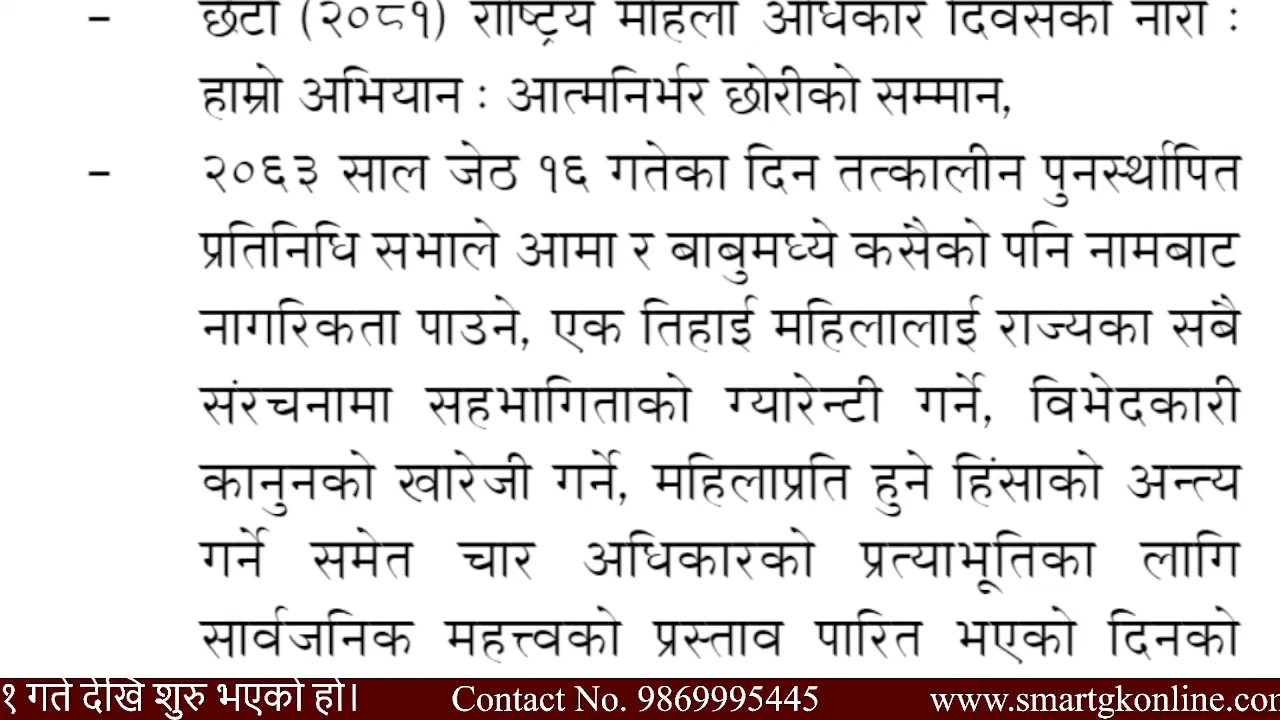 - छैटौं (२०८१) राष्ट्रिय महिला अधिकार दिवसको नारा :
हाम्रो अभियान : आत्मनिर्भर छोरीको सम्मान,
- २०६३ साल जेठ १६ गतेका दिन तत्कालीन पुनर्स्थापित
प्रतिनिधि सभाले आमा र बाबुमध्ये कसैको पनि नामबाट
नागरिकता पाउने, एक तिहाई महिलालाई राज्यका सबै
संरचनामा सहभागिताको ग्यारेन्टी गर्ने, विभेदकारी
कानुनको खारेजी गर्ने, महिलाप्रति हुने हिंसाको अन्त्य
गर्ने समेत चार अधिकारको प्रत्याभूतिका लागि
सार्वजनिक महत्त्वको प्रस्ताव पारित भएको दिनको
१ गते देखि शुरु भएको हो। Contact No. 9869995445 www.smartgkonline.co